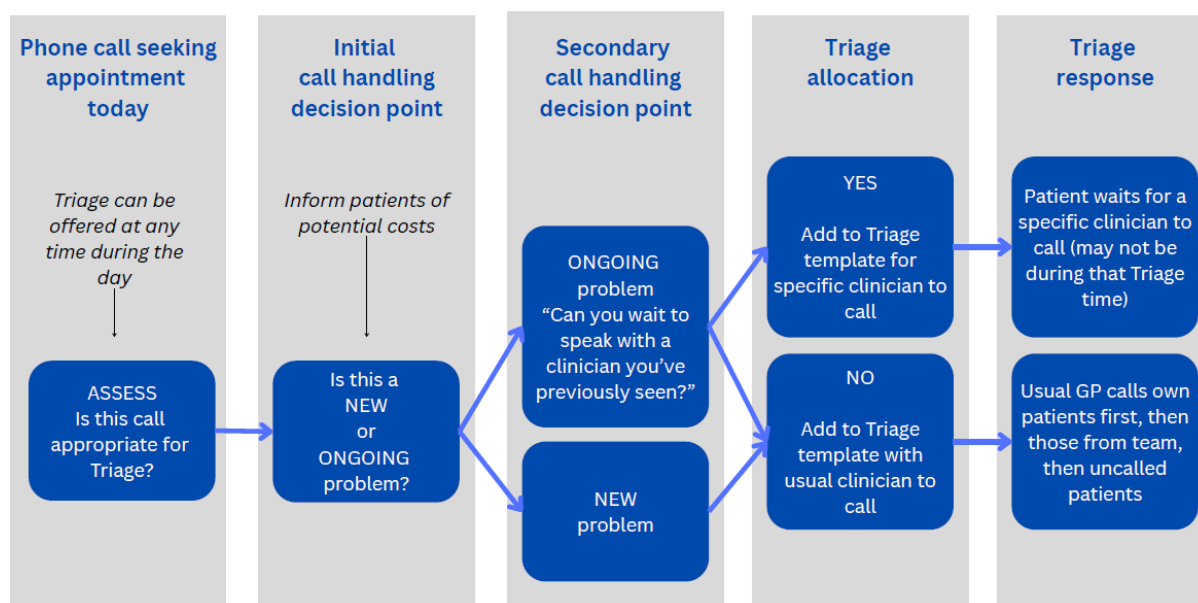 Phone call seeking
appointment
today
Initial
call handling
decision point
Secondary
call handling
decision point
Triage
allocation
Triage
response
Triage can be
offered at any
time during the
day
Inform patients of
potential costs
ASSESS
Is this call
appropriate for
Triage?
Is this a
NEW
or
ONGOING
problem?
ONGOING
problem
“Can you wait to
speak with a
clinician you’ve
previously seen?”
NEW
problem
YES
Add to Triage
template for
specific clinician to
call
NO
Add to Triage
template with
usual clinician to
call
Patient waits for a
specific clinician to
call (may not be
during that Triage
time)
Usual GP calls own
patients first, then
those from team,
then uncalled
patients